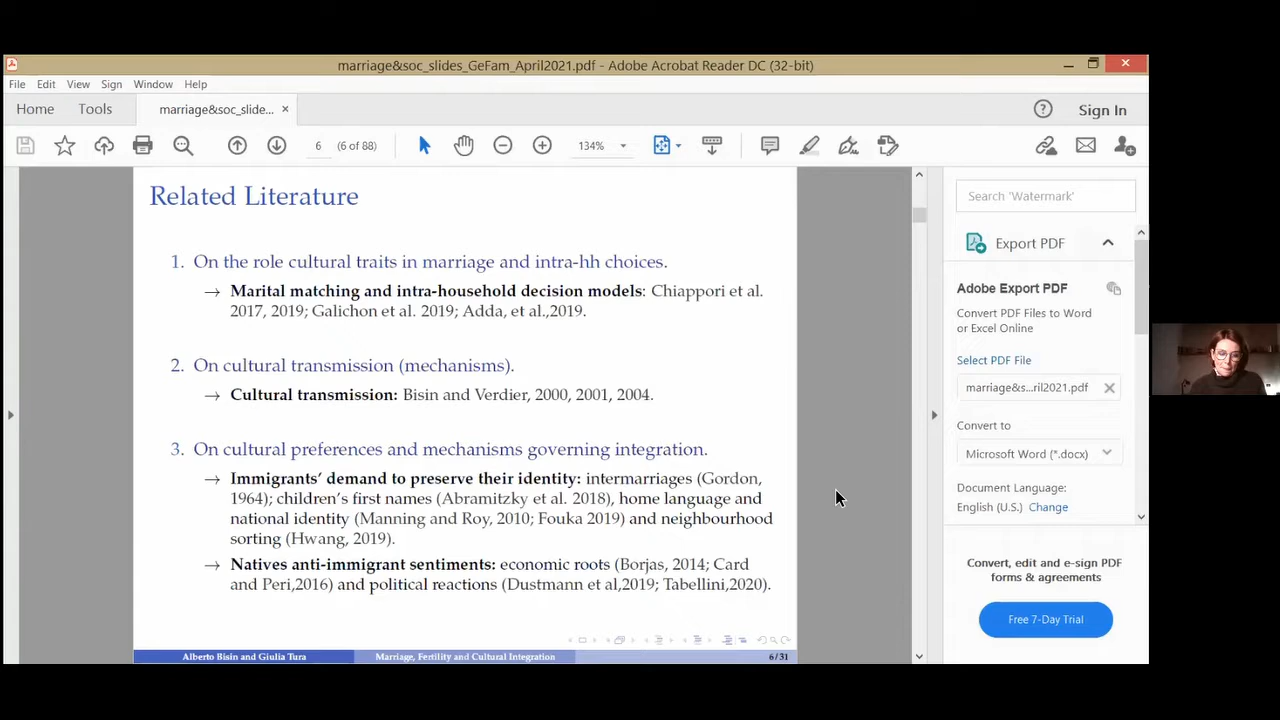 marriage&soc_slides_GeFam_April2021.pdf - Adobe Acrobat Reader DC (32-bit)
File Edit View Sign Window Help
Home Tools marriage&soc_slide... × Sign In
6 (6 of 88) 134%
Related Literature
1. On the role cultural traits in marriage and intra-hh choices.
→ Marital matching and intra-household decision models: Chiappori et al.
2017, 2019; Galichon et al. 2019; Adda, et al.,2019.
2. On cultural transmission (mechanisms).
→ Cultural transmission: Bisin and Verdier, 2000, 2001, 2004.
3. On cultural preferences and mechanisms governing integration.
→ Immigrants' demand to preserve their identity: intermarriages (Gordon,
1964); children's first names (Abramitzky et al. 2018), home language and
national identity (Manning and Roy, 2010; Fouka 2019) and neighbourhood
sorting (Hwang, 2019).
→ Natives anti-immigrant sentiments: economic roots (Borjas, 2014; Card
and Peri,2016) and political reactions (Dustmann et al,2019; Tabellini,2020).
Alberto Bisin and Giulia Tura Marriage, Fertility and Cultural Integration 6/31
Search 'Watermark'
Export PDF
Adobe Export PDF
Convert PDF Files to Word
or Excel Online
Select PDF File
marriage&s...ril2021.pdf
Convert to
Microsoft Word (*.docx)
Document Language:
English (U.S.) Change
Convert, edit and e-sign PDF
forms & agreements
Free 7-Day Trial